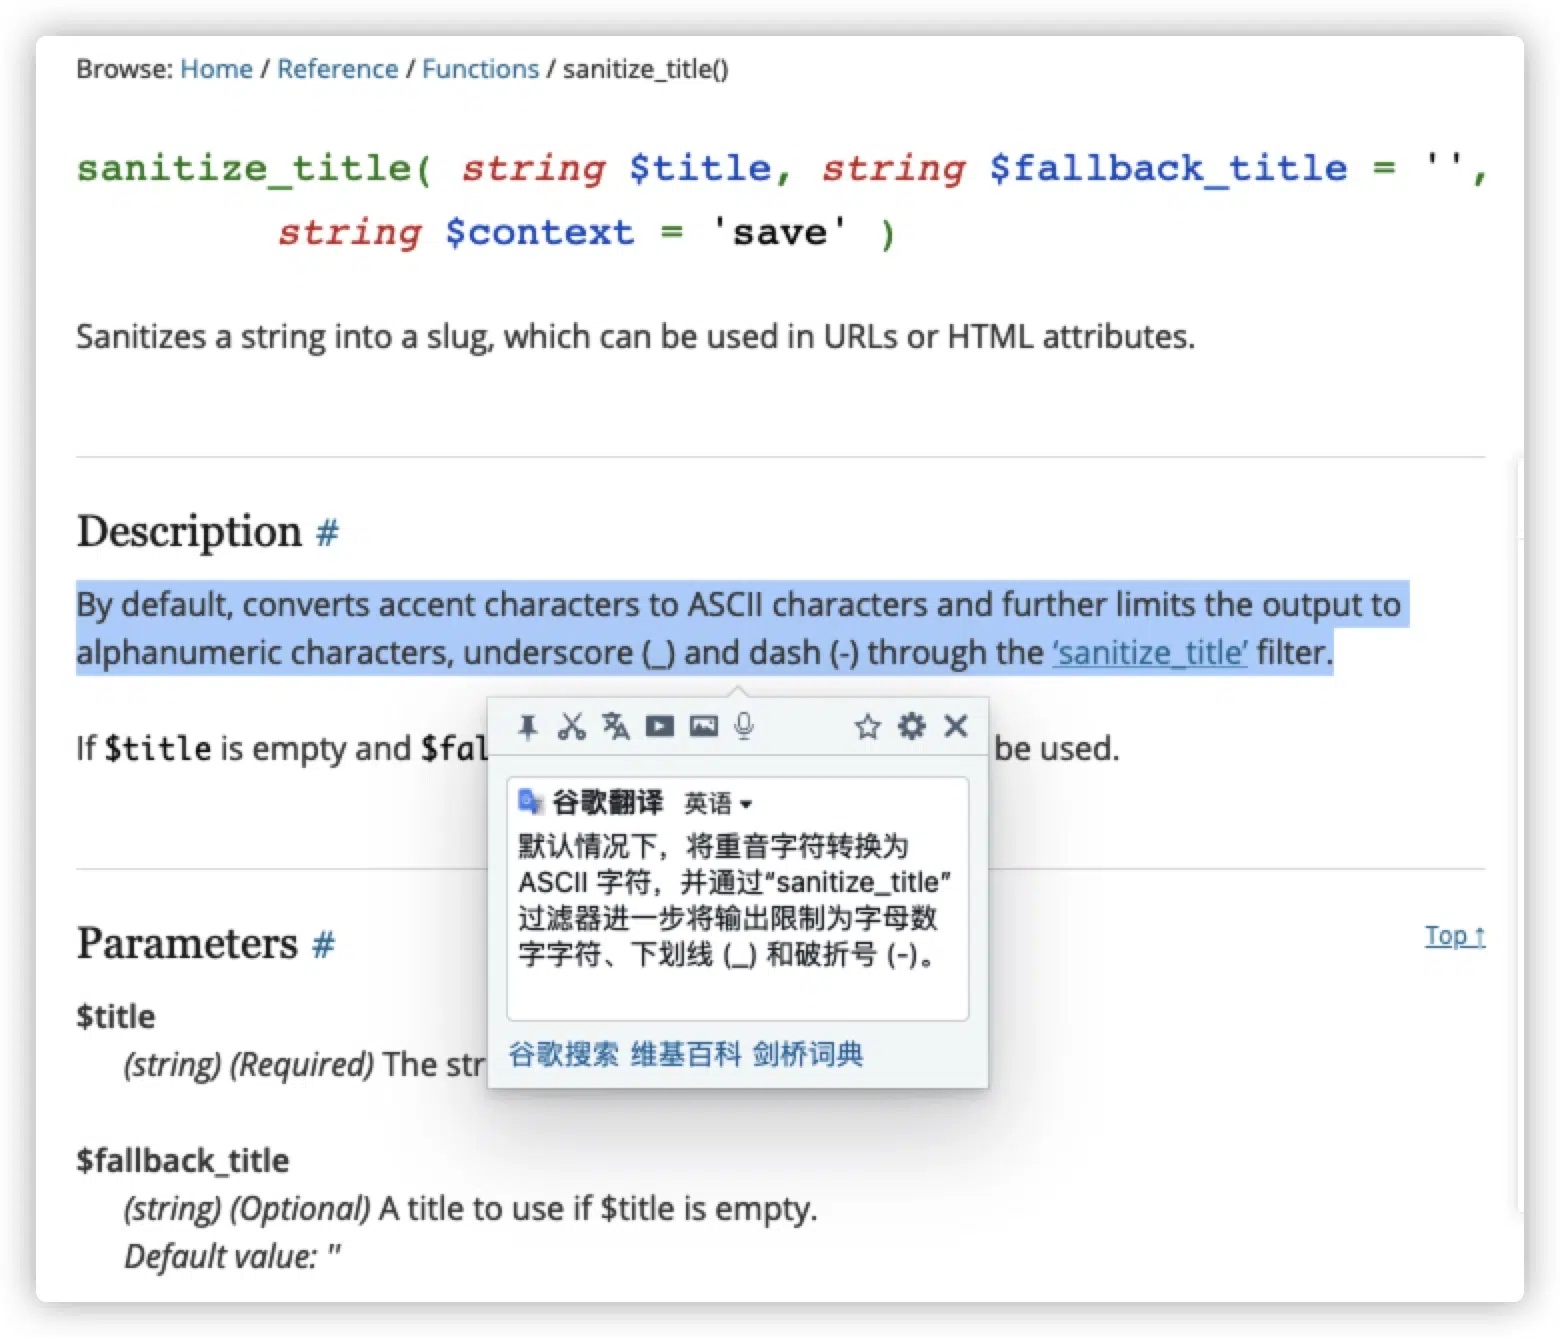 Browse: Home / Reference / Functions / sanitize_title()
sanitize_title( string $title, string $fallback_title = '',
string $context = 'save' )
Sanitizes a string into a slug, which can be used in URLs or HTML attributes.
Description #
By default, converts accent characters to ASCII characters and further limits the output to
alphanumeric characters, underscore (_) and dash (-) through the ‘sanitize_title’ filter.
If $title is empty and $fal
be used.
谷歌翻译 英语
默认情况下，将重音字符转换为
ASCII 字符，并通过“sanitize_title”
过滤器进一步将输出限制为字母数
字字符、下划线 (_) 和破折号 (-)。
谷歌搜索 维基百科 剑桥词典
Parameters #
Top ↑
$title
(string) (Required) The str
$fallback_title
(string) (Optional) A title to use if $title is empty.
Default value: ''